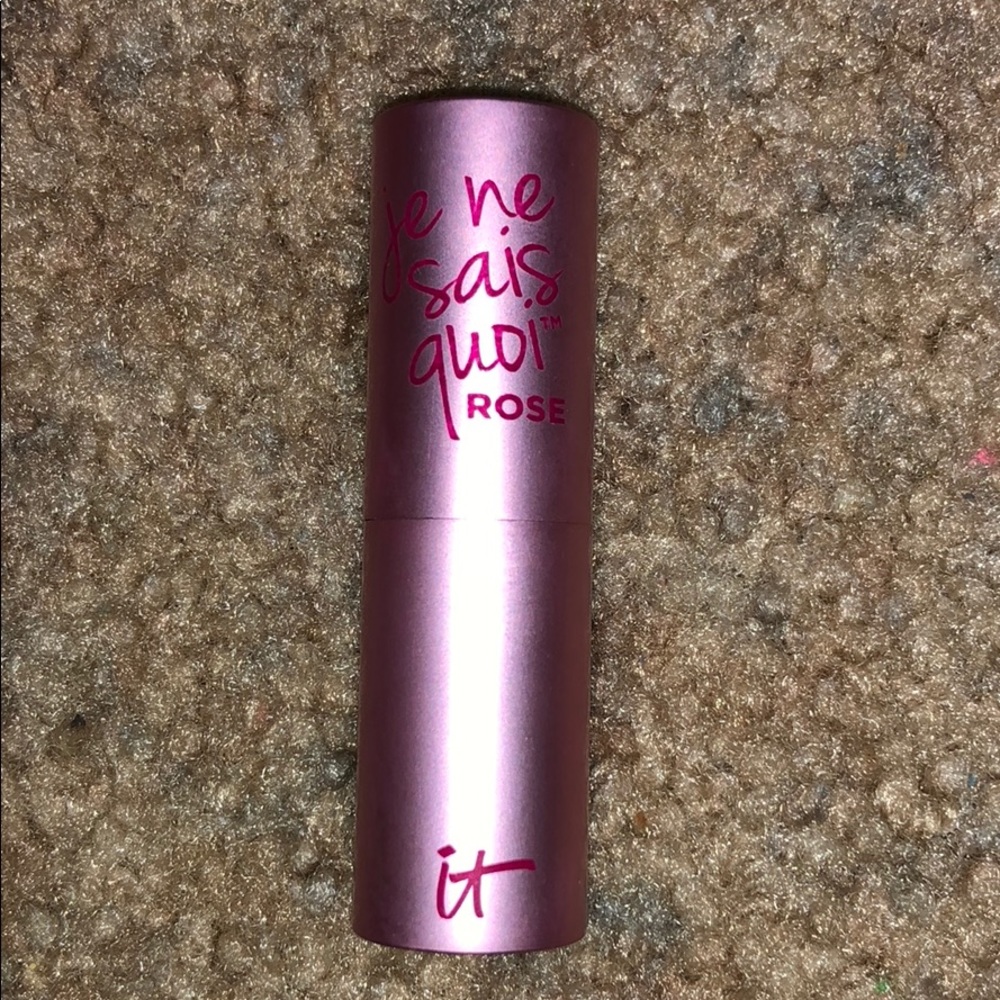 je ne
sais
quoi™
ROSE
it